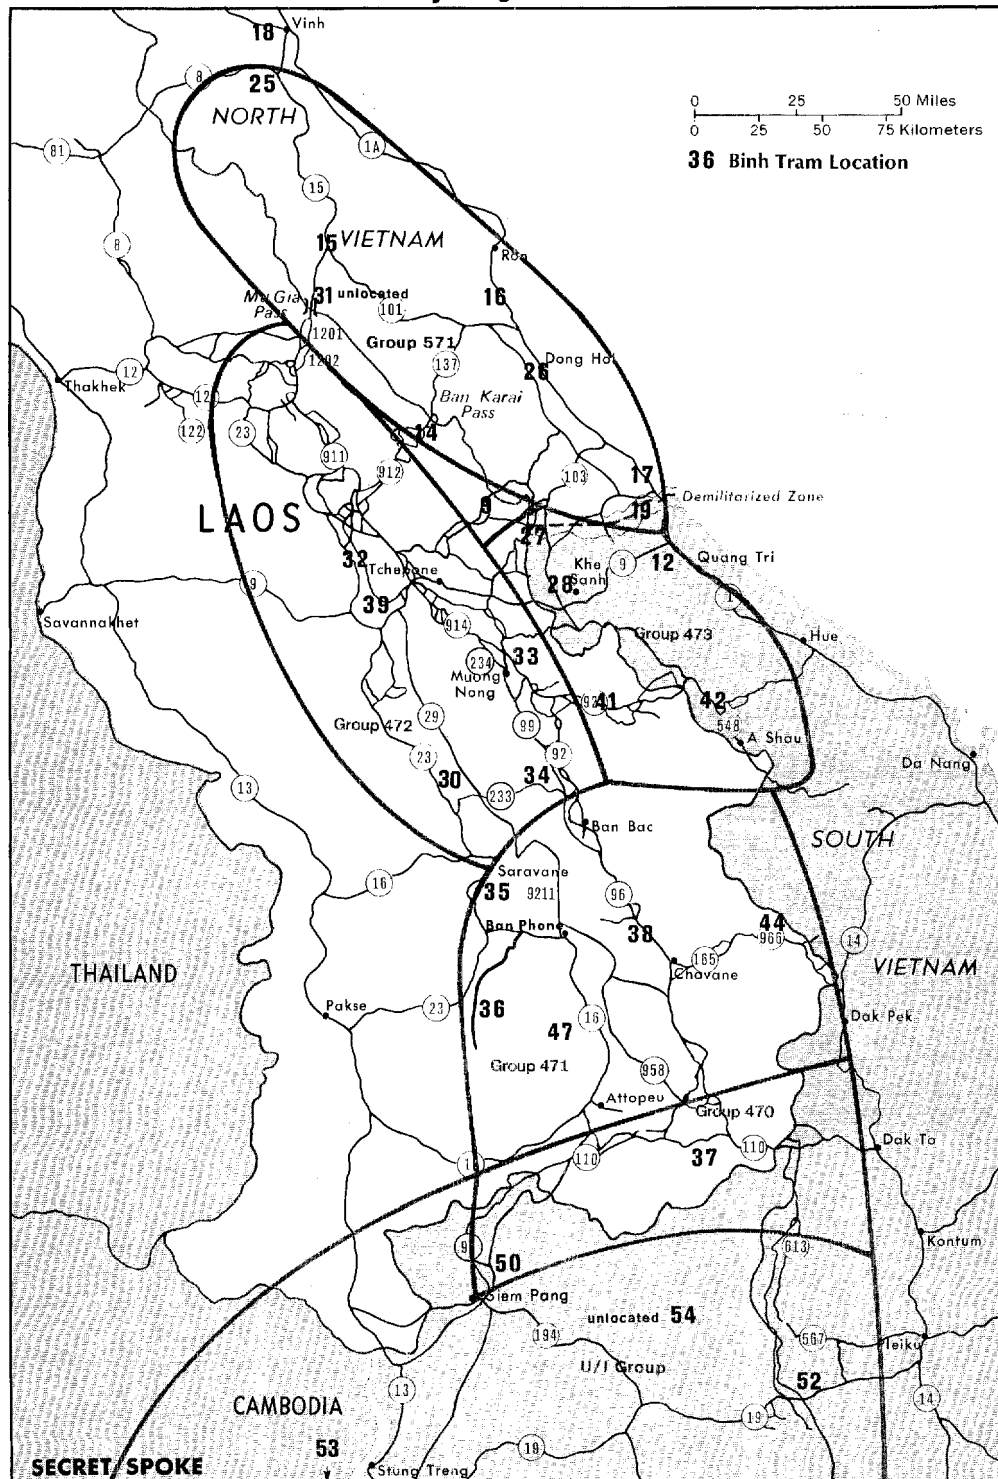 18 Vinh
8
25
NORTH
0 25 50 Miles
0 25 50 75 Kilometers
36 Binh Tram Location
81
1A
15
8
15 VIETNAM
Ron
16
Mu Gia Pass
31 unlocated
101
1201
Group 571
1202
137
12
Thakhek
Dong Hoi
26
12
Ban Karai Pass
122
23
14
911
912
103
17
Demilitarized Zone
LAOS
9
19
27
32
Khe Sanh
9
12
Quang Tri
Tchepone
9
28
1
39
Savannakhet
914
Group 473
Hue
234
33
Muong Nong
41
42
Group 472
29
99
548
A Shau
23
92
Da Nang
30
34
13
233
Ban Bac
SOUTH
16
Saravane
35
9211
96
Ban Phone
38
44
966
14
THAILAND
165
Chavane
VIETNAM
Pakse
23
36
47
16
Dak Pek
Group 471
958
Attopeu
Group 470
Dak To
110
37
110
Kontum
613
50
Siem Pang
unlocated 54
194
567
U/I Group
52
13
CAMBODIA
14
19
53
19
SECRET/SPOKE
Stung Treng